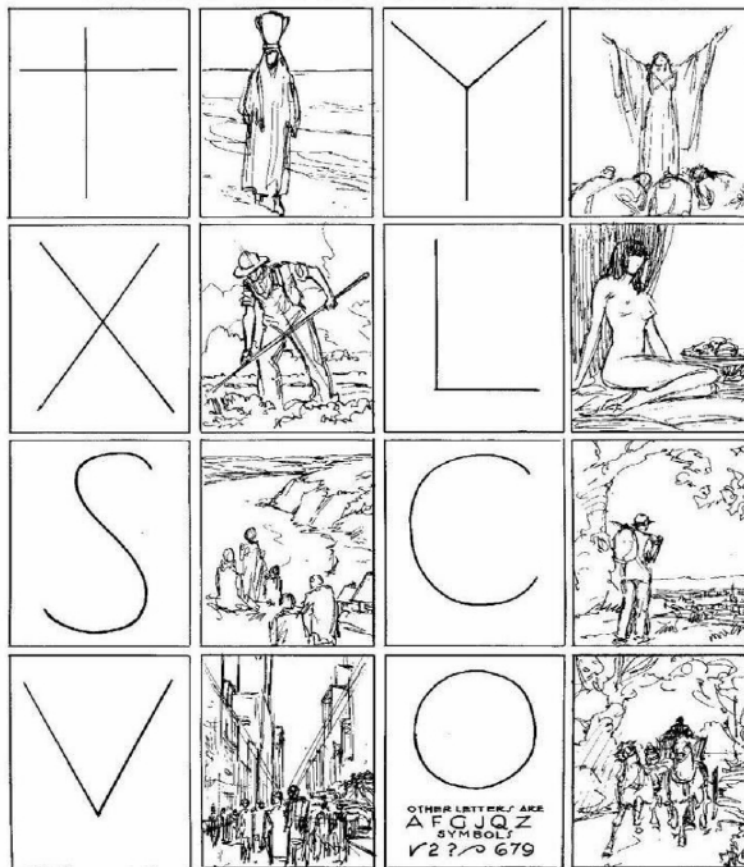 T
Y
X
L
S
C
V
O
OTHER LETTERS ARE
A F G J Q Z
SYMBOLS
√ 2 ? 679